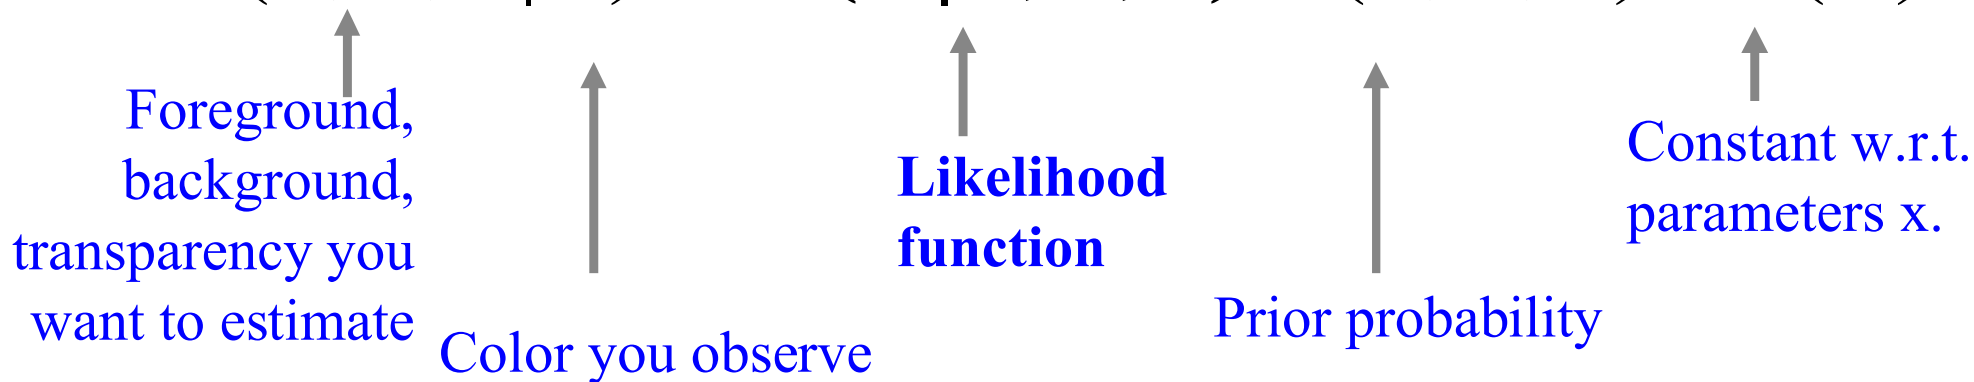 Foreground,
background,
transparency you
want to estimate
Color you observe
Likelihood
function
Prior probability
Constant w.r.t.
parameters x.